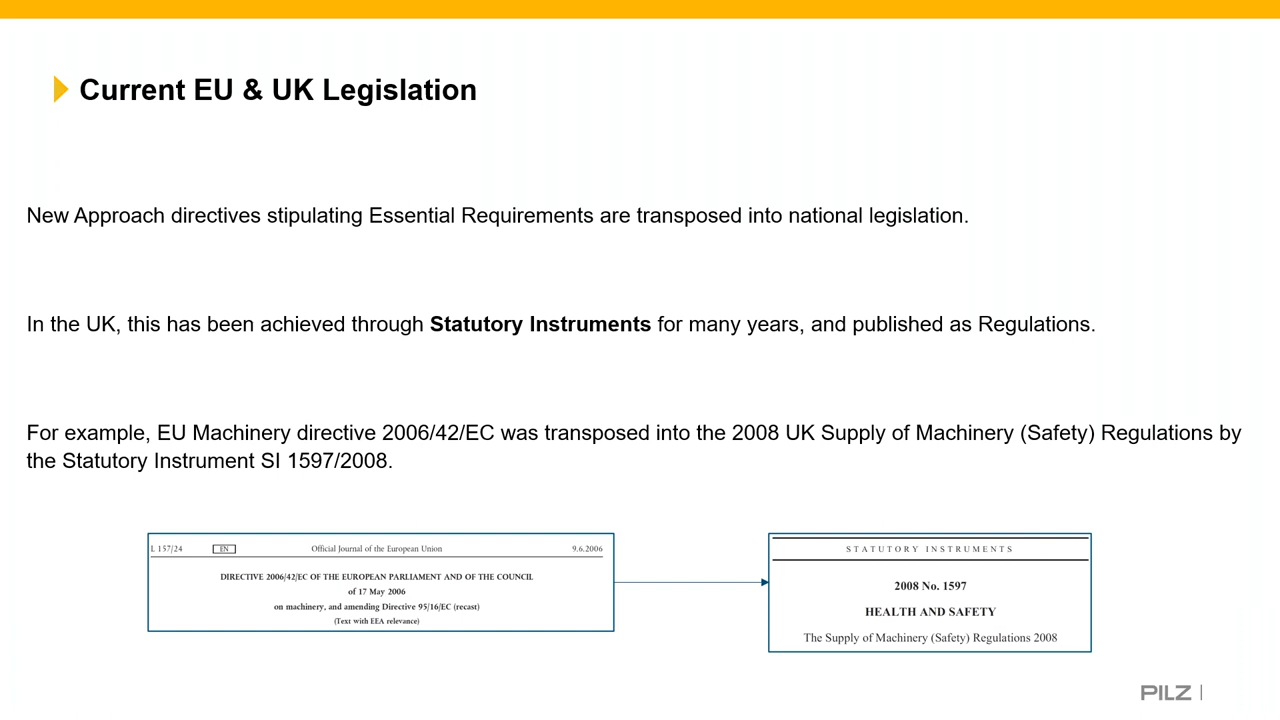 Current EU & UK Legislation
New Approach directives stipulating Essential Requirements are transposed into national legislation.
In the UK, this has been achieved through Statutory Instruments for many years, and published as Regulations.
For example, EU Machinery directive 2006/42/EC was transposed into the 2008 UK Supply of Machinery (Safety) Regulations by
the Statutory Instrument SI 1597/2008.
L 157/24 EN Official Journal of the European Union 9.6.2006
DIRECTIVE 2006/42/EC OF THE EUROPEAN PARLIAMENT AND OF THE COUNCIL
of 17 May 2006
on machinery, and amending Directive 95/16/EC (recast)
(Text with EEA relevance)
STATUTORY INSTRUMENTS
2008 No. 1597
HEALTH AND SAFETY
The Supply of Machinery (Safety) Regulations 2008
PILZ